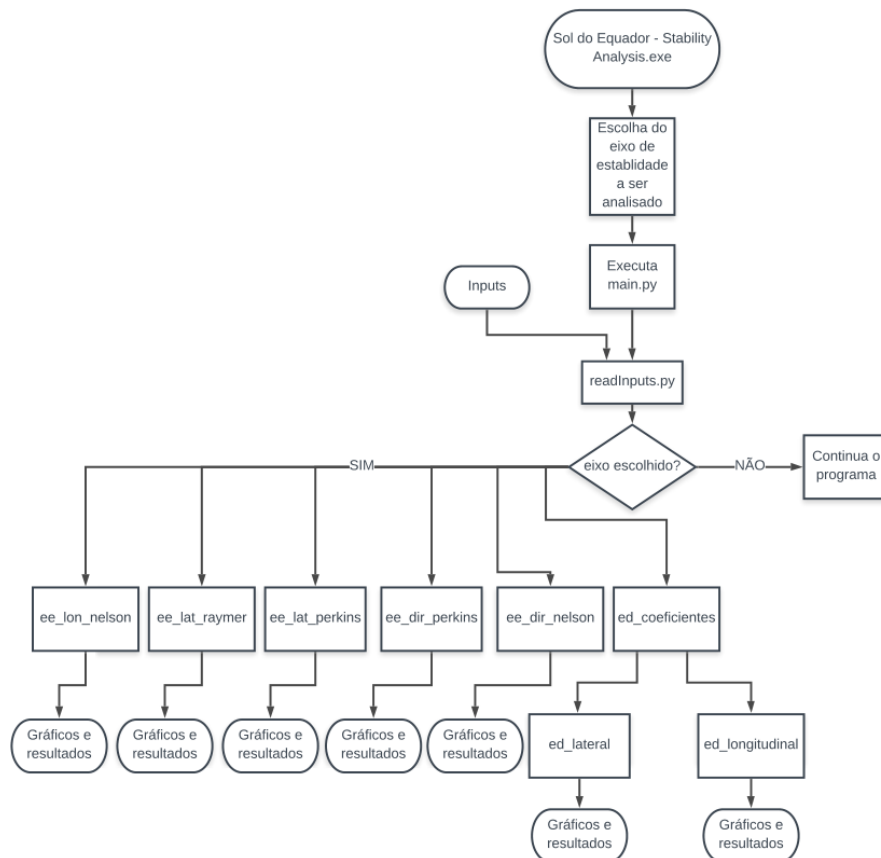 Sol do Equador - Stability
Analysis.exe
Escolha do
eixo de
establidade
a ser
analisado
Executa
main.py
Inputs
readInputs.py
eixo escolhido?
SIM
NÃO
Continua o
programa
ee_lon_nelson
ee_lat_raymer
ee_lat_perkins
ee_dir_perkins
ee_dir_nelson
ed_coeficientes
Gráficos e
resultados
Gráficos e
resultados
Gráficos e
resultados
Gráficos e
resultados
Gráficos e
resultados
ed_lateral
ed_longitudinal
Gráficos e
resultados
Gráficos e
resultados